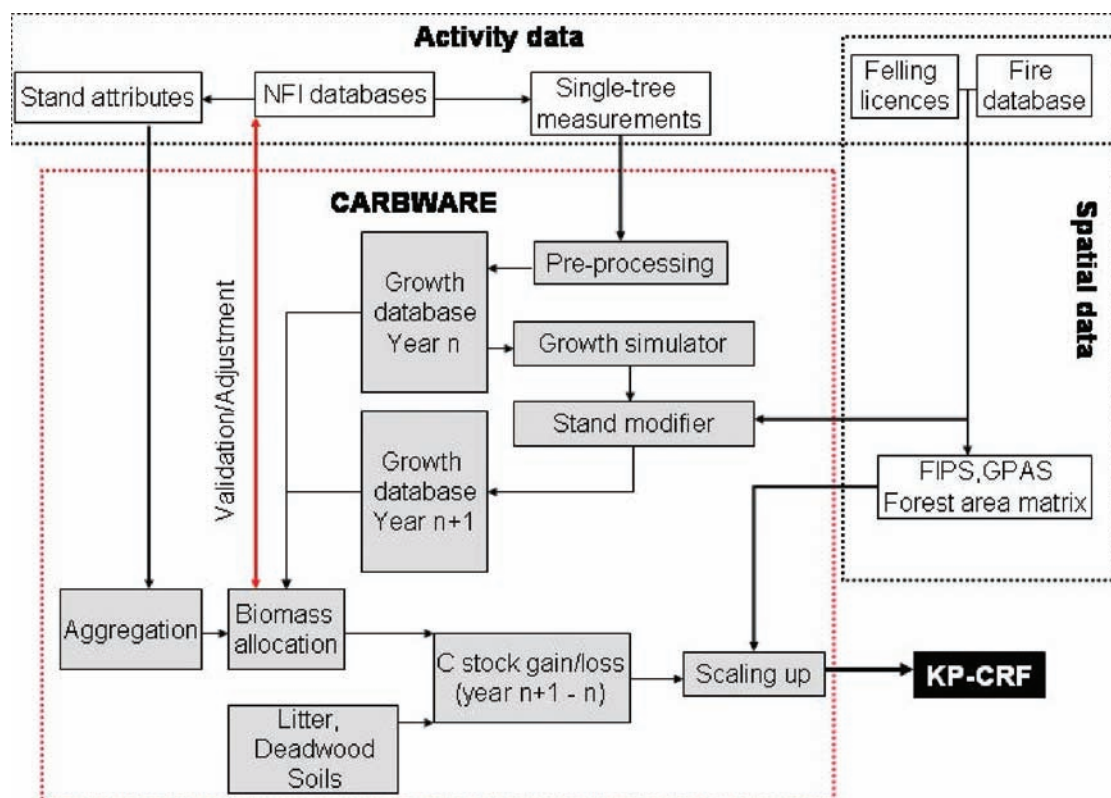 Activity data
Stand attributes
NFI databases
Single-tree
measurements
Felling
licences
Fire
database
Spatial data
CARBWARE
Validation/Adjustment
Pre-processing
Growth
database
Year n
Growth simulator
Stand modifier
Growth
database
Year n+1
FIPS,GPAS
Forest area matrix
Aggregation
Biomass
allocation
C stock gain/loss
(year n+1 - n)
Scaling up
KP-CRF
Litter,
Deadwood
Soils